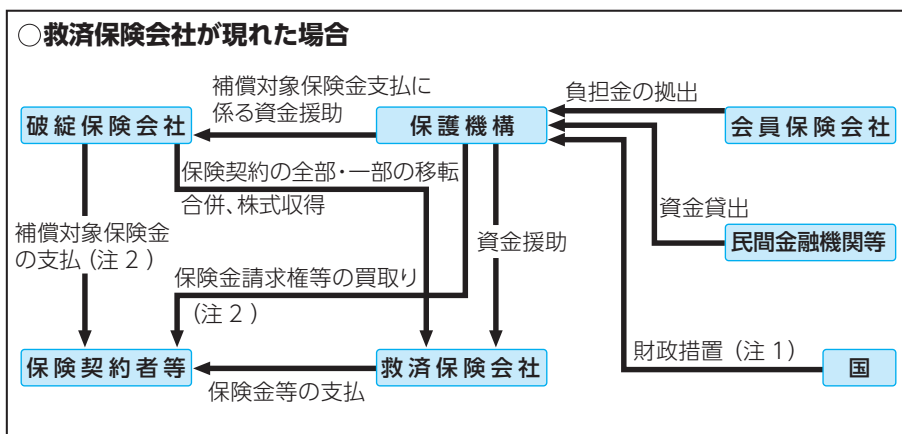 ○救済保険会社が現れた場合
補償対象保険金支払に
係る資金援助
負担金の拠出
破綻保険会社
保護機構
会員保険会社
保険契約の全部・一部の移転
合併、株式収得
資金貸出
補償対象保険金
の支払（注２）
資金援助
民間金融機関等
保険金請求権等の買取り
（注２）
財政措置（注１）
保険契約者等
救済保険会社
国
保険金等の支払